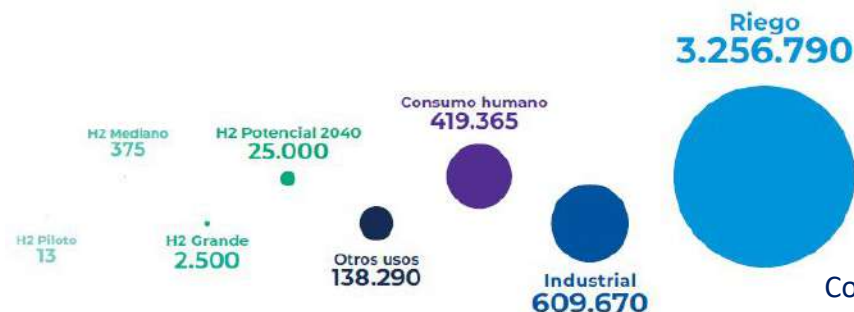 H2 Piloto
13
H2 Mediano
375
H2 Grande
2.500
H2 Potencial 2040
25.000
Otros usos
138.290
Consumo humano
419.365
Industrial
609.670
Riego
3.256.790
Co